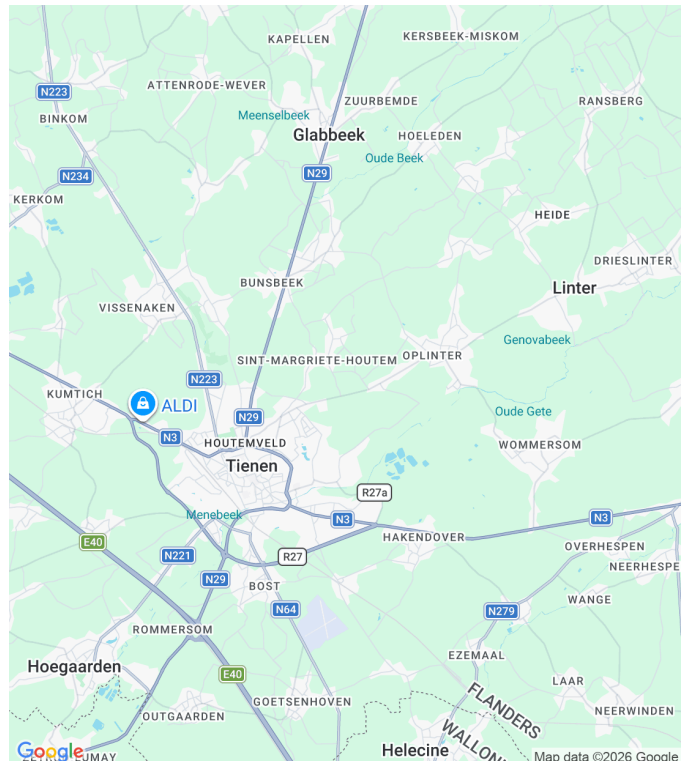 KAPELLEN
KERSBEEK-MISKOM
ATTENRODE-WEVER
N223
BINKOM
ZUURBEMDE
RANSBERG
Meenselbeek
Glabbeek
HOELEDEN
Oude Beek
N234
N29
KERKOM
HEIDE
DRIESLINTER
BUNSBEEK
Linter
VISSENAKEN
Genovabeek
SINT-MARGRIETE-HOUTEM
OPLINTER
N223
KUMTICH
ALDI
Oude Gete
N29
N3
HOUTEMVELD
WOMMERSOM
Tienen
R27a
Menebeek
N3
N3
HAKENDOVER
E40
N221
R27
OVERHESPEN
NEERHESPE
N29
BOST
WANGE
N64
N279
ROMMERSOM
EZEMAAL
Hoegaarden
E40
LAAR
GOETSENHOVEN
FLANDERS
OUTGAARDEN
NEERWINDEN
WALLONI
Helecine
Google
LUMAY
Map data ©2026 Google